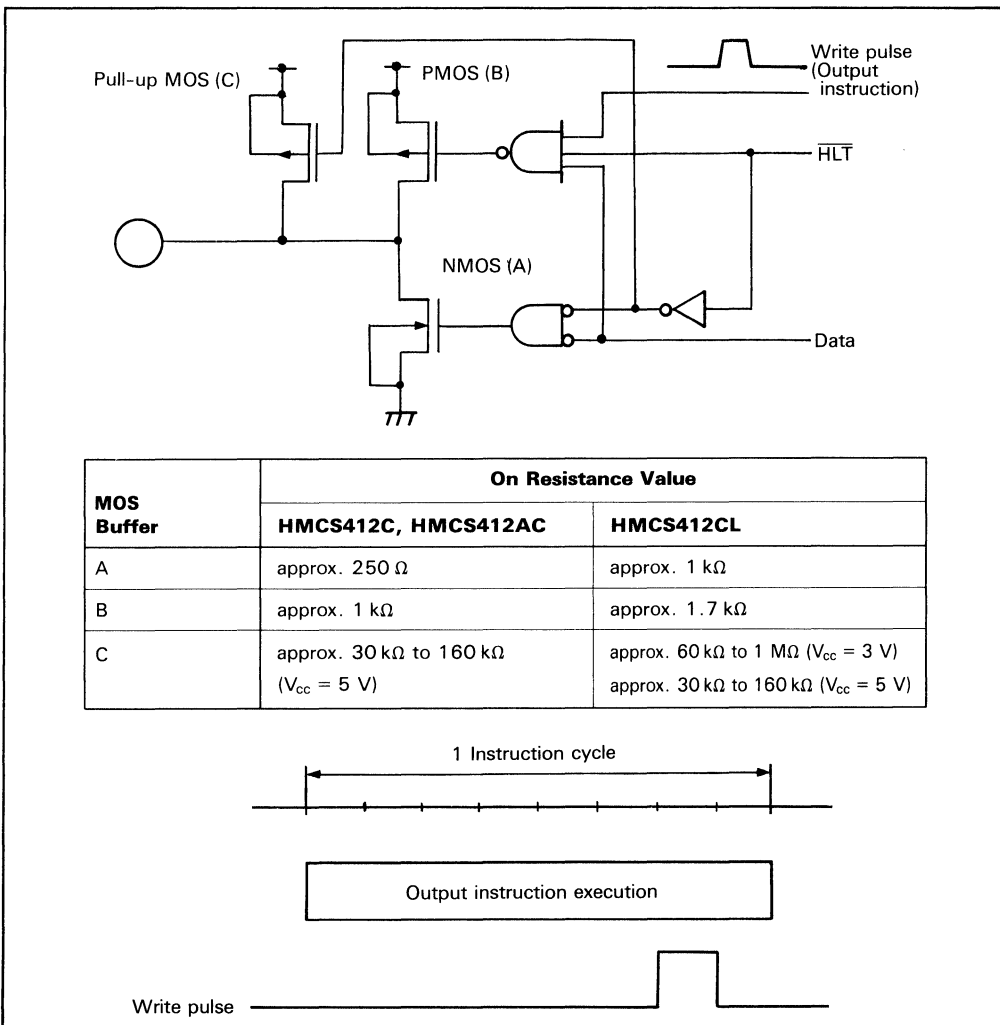 Pull-up MOS (C)
PMOS (B)
Write pulse
(Output
instruction)
HLT
NMOS (A)
Data
MOS
Buffer
On Resistance Value
HMCS412C, HMCS412AC
HMCS412CL
A
approx. 250 Ω
approx. 1 kΩ
B
approx. 1 kΩ
approx. 1.7 kΩ
C
approx. 30 kΩ to 160 kΩ
(Vcc = 5 V)
approx. 60 kΩ to 1 MΩ (Vcc = 3 V)
approx. 30 kΩ to 160 kΩ (Vcc = 5 V)
1 Instruction cycle
Output instruction execution
Write pulse